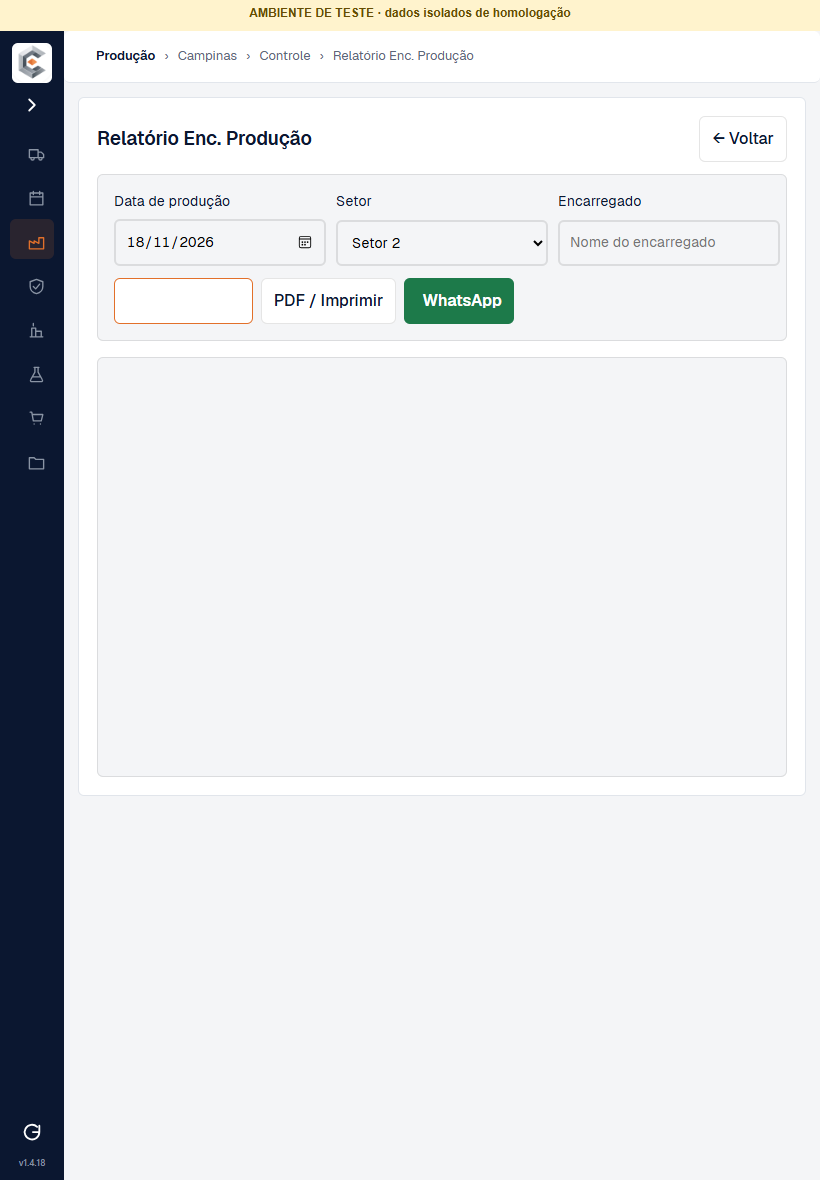 AMBIENTE DE TESTE · dados isolados de homologação
Produção › Campinas › Controle › Relatório Enc. Produção
Relatório Enc. Produção
← Voltar
Data de produção
Setor
Encarregado
18/11/2026
Setor 2
Nome do encarregado
PDF / Imprimir
WhatsApp
v1.4.18